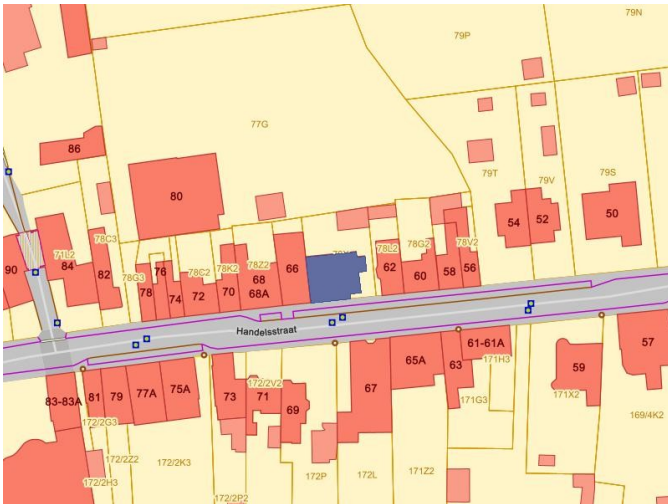 79N
79P
77G
86
80
79T
79V
79S
54
52
50
78C3
71L2
90
84
82
78G3
76
78
74
78C2
72
78K2
70
78Z2
68
68A
66
78L2
62
78G2
60
58
78V2
56
Handelsstraat
61-61A
171H3
57
65A
63
59
83-83A
81
79
77A
75A
73
172/2V2
71
69
67
171G3
171X2
169/4K2
172/2G3
172/2Z2
172/2K3
172/2H3
172/2P2
172P
172L
171Z2